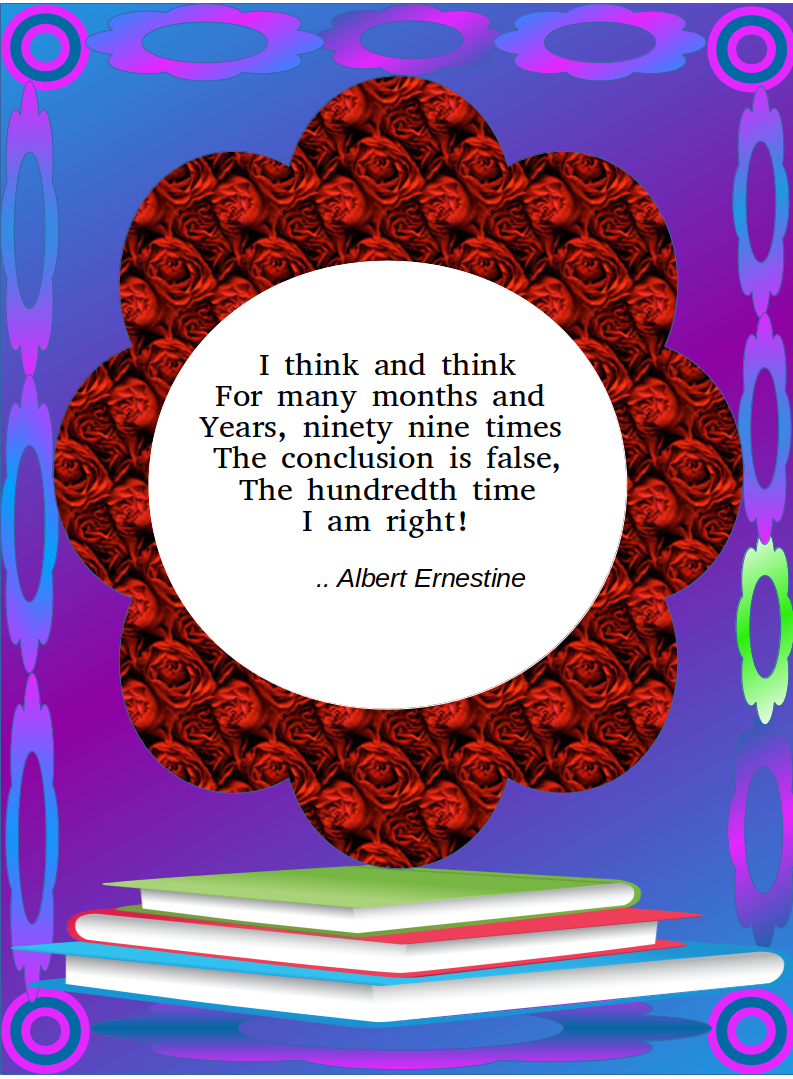 I think and think
For many months and
Years, ninety nine times
The conclusion is false,
The hundredth time
I am right!
.. Albert Ernestine